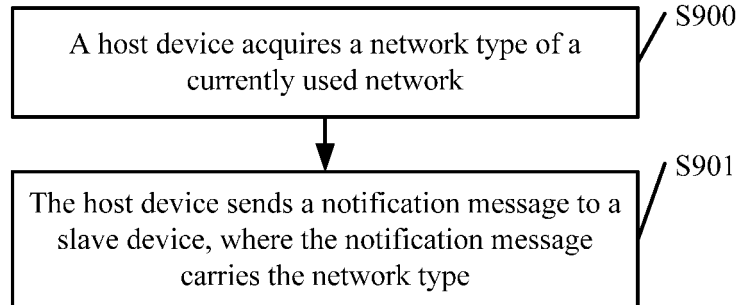 S900
A host device acquires a network type of a
currently used network
S901
The host device sends a notification message to a
slave device, where the notification message
carries the network type